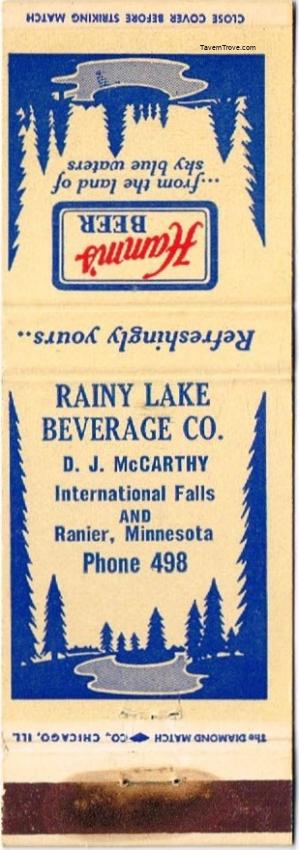 CLOSE COVER BEFORE STRIKING MATCH
TavernTrove.com
...from the land of
sky blue waters
Hamm's
BEER
Refreshingly yours..
RAINY LAKE
BEVERAGE CO.
D. J. McCARTHY
International Falls
AND
Ranier, Minnesota
Phone 498
The DIAMOND MATCH CO., CHICAGO, ILL.